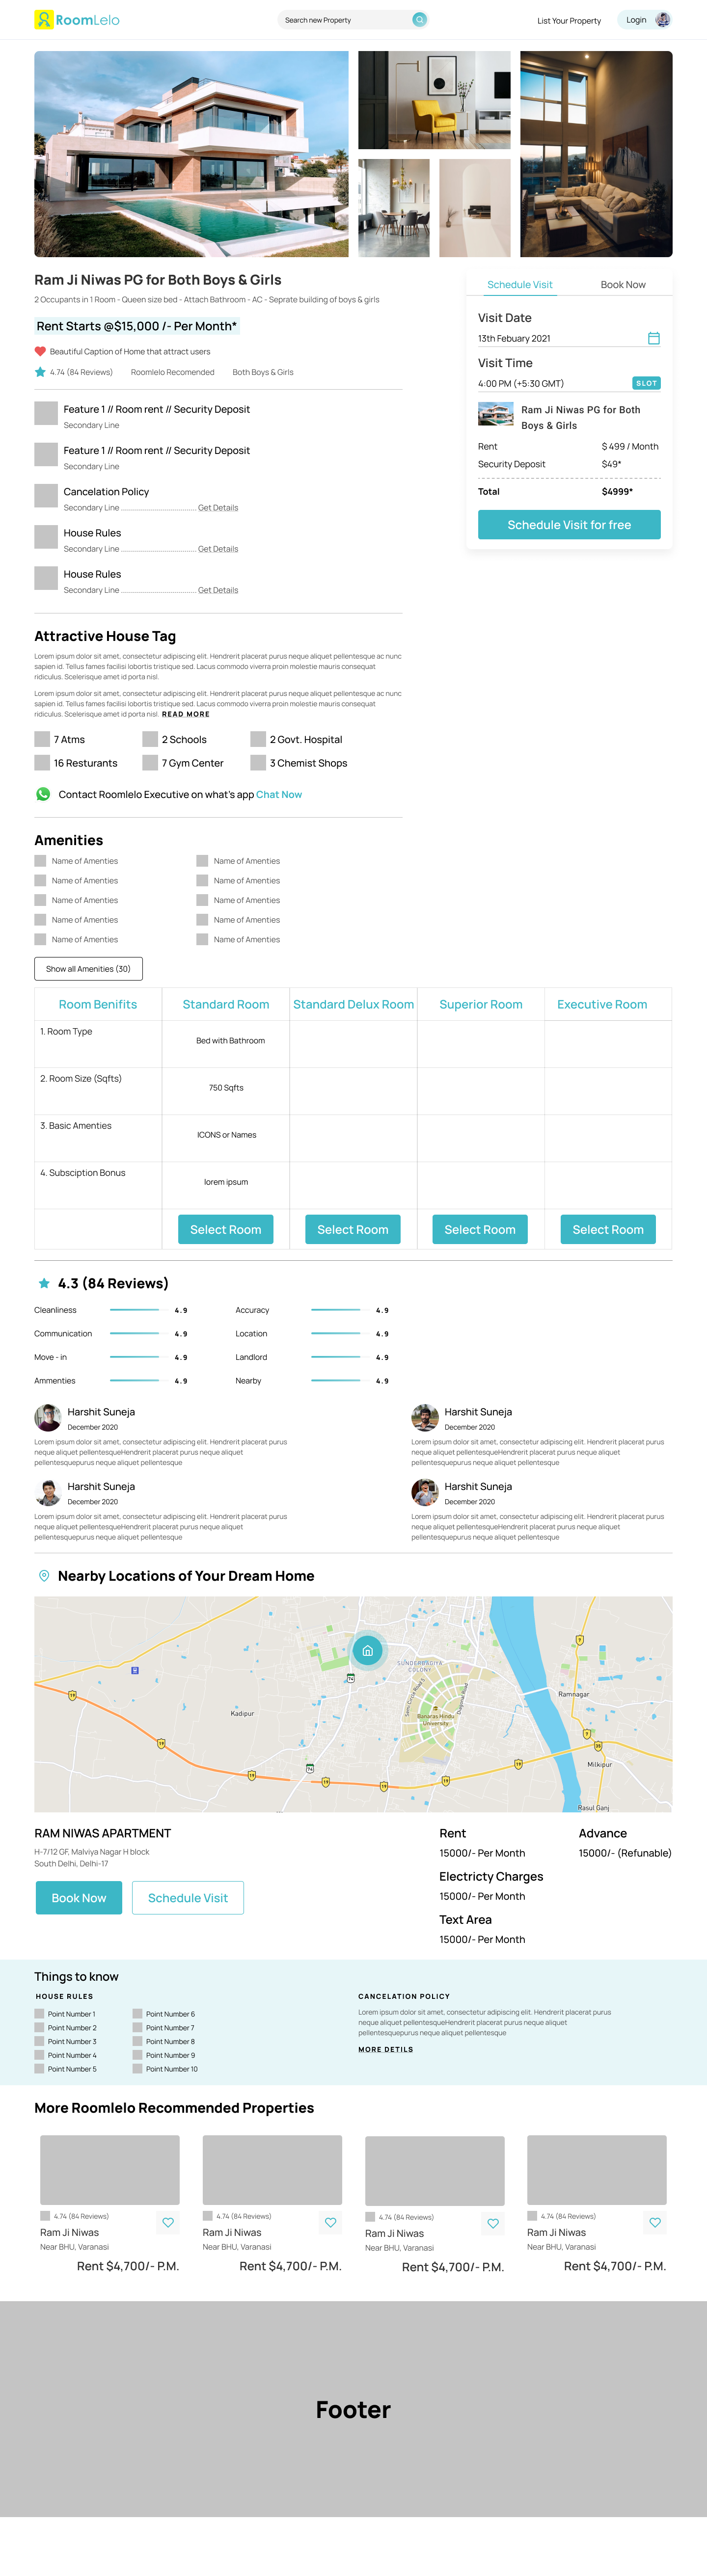 RoomLelo
Search new Property
List Your Property
Login
Ram Ji Niwas PG for Both Boys & Girls
2 Occupants in 1 Room - Queen size bed - Attach Bathroom - AC - Seprate building of boys & girls
Rent Starts @$15,000 /- Per Month*
Beautiful Caption of Home that attract users
4.74 (84 Reviews) Roomlelo Recomended Both Boys & Girls
Schedule Visit Book Now
Visit Date
13th Febuary 2021
Visit Time
4:00 PM (+5:30 GMT) SLOT
Ram Ji Niwas PG for Both
Boys & Girls
Rent $ 499 / Month
Security Deposit $49*
Total $4999*
Schedule Visit for free
Feature 1 // Room rent // Security Deposit
Secondary Line
Feature 1 // Room rent // Security Deposit
Secondary Line
Cancelation Policy
Secondary Line ................................... Get Details
House Rules
Secondary Line ................................... Get Details
House Rules
Secondary Line ................................... Get Details
Attractive House Tag
Lorem ipsum dolor sit amet, consectetur adipiscing elit. Hendrerit placerat purus neque aliquet pellentesque ac nunc
sapien id. Tellus fames facilisi lobortis tristique sed. Lacus commodo viverra proin molestie mauris consequat
ridiculus. Scelerisque amet id porta nisl.
Lorem ipsum dolor sit amet, consectetur adipiscing elit. Hendrerit placerat purus neque aliquet pellentesque ac nunc
sapien id. Tellus fames facilisi lobortis tristique sed. Lacus commodo viverra proin molestie mauris consequat
ridiculus. Scelerisque amet id porta nisl. READ MORE
7 Atms 2 Schools 2 Govt. Hospital
16 Resturants 7 Gym Center 3 Chemist Shops
Contact Roomlelo Executive on what's app Chat Now
Amenities
Name of Amenties Name of Amenties
Name of Amenties Name of Amenties
Name of Amenties Name of Amenties
Name of Amenties Name of Amenties
Name of Amenties Name of Amenties
Show all Amenities (30)
Room Benifits Standard Room Standard Delux Room Superior Room Executive Room
1. Room Type Bed with Bathroom
2. Room Size (Sqfts) 750 Sqfts
3. Basic Amenties ICONS or Names
4. Subsciption Bonus lorem ipsum
Select Room Select Room Select Room Select Room
4.3 (84 Reviews)
Cleanliness 4.9 Accuracy 4.9
Communication 4.9 Location 4.9
Move - in 4.9 Landlord 4.9
Ammenties 4.9 Nearby 4.9
Harshit Suneja
December 2020
Lorem ipsum dolor sit amet, consectetur adipiscing elit. Hendrerit placerat purus
neque aliquet pellentesqueHendrerit placerat purus neque aliquet
pellentesquepurus neque aliquet pellentesque
Harshit Suneja
December 2020
Lorem ipsum dolor sit amet, consectetur adipiscing elit. Hendrerit placerat purus
neque aliquet pellentesqueHendrerit placerat purus neque aliquet
pellentesquepurus neque aliquet pellentesque
Harshit Suneja
December 2020
Lorem ipsum dolor sit amet, consectetur adipiscing elit. Hendrerit placerat purus
neque aliquet pellentesqueHendrerit placerat purus neque aliquet
pellentesquepurus neque aliquet pellentesque
Harshit Suneja
December 2020
Lorem ipsum dolor sit amet, consectetur adipiscing elit. Hendrerit placerat purus
neque aliquet pellentesqueHendrerit placerat purus neque aliquet
pellentesquepurus neque aliquet pellentesque
Nearby Locations of Your Dream Home
7
SUNDERBAGIYA
COLONY
74
Semi Circle Road 5
Dalmia Road
19
Ramnagar
Kadipur
Banaras Hindu
University
7
19
35
74
19
Milkipur
19
19
19
19
Rasul Ganj
RAM NIWAS APARTMENT
H-7/12 GF, Malviya Nagar H block
South Delhi, Delhi-17
Book Now Schedule Visit
Rent
15000/- Per Month
Advance
15000/- (Refunable)
Electricty Charges
15000/- Per Month
Text Area
15000/- Per Month
Things to know
HOUSE RULES
Point Number 1 Point Number 6
Point Number 2 Point Number 7
Point Number 3 Point Number 8
Point Number 4 Point Number 9
Point Number 5 Point Number 10
CANCELATION POLICY
Lorem ipsum dolor sit amet, consectetur adipiscing elit. Hendrerit placerat purus
neque aliquet pellentesqueHendrerit placerat purus neque aliquet
pellentesquepurus neque aliquet pellentesque
MORE DETILS
More Roomlelo Recommended Properties
4.74 (84 Reviews)
Ram Ji Niwas
Near BHU, Varanasi
Rent $4,700/- P.M.
4.74 (84 Reviews)
Ram Ji Niwas
Near BHU, Varanasi
Rent $4,700/- P.M.
4.74 (84 Reviews)
Ram Ji Niwas
Near BHU, Varanasi
Rent $4,700/- P.M.
4.74 (84 Reviews)
Ram Ji Niwas
Near BHU, Varanasi
Rent $4,700/- P.M.
Footer